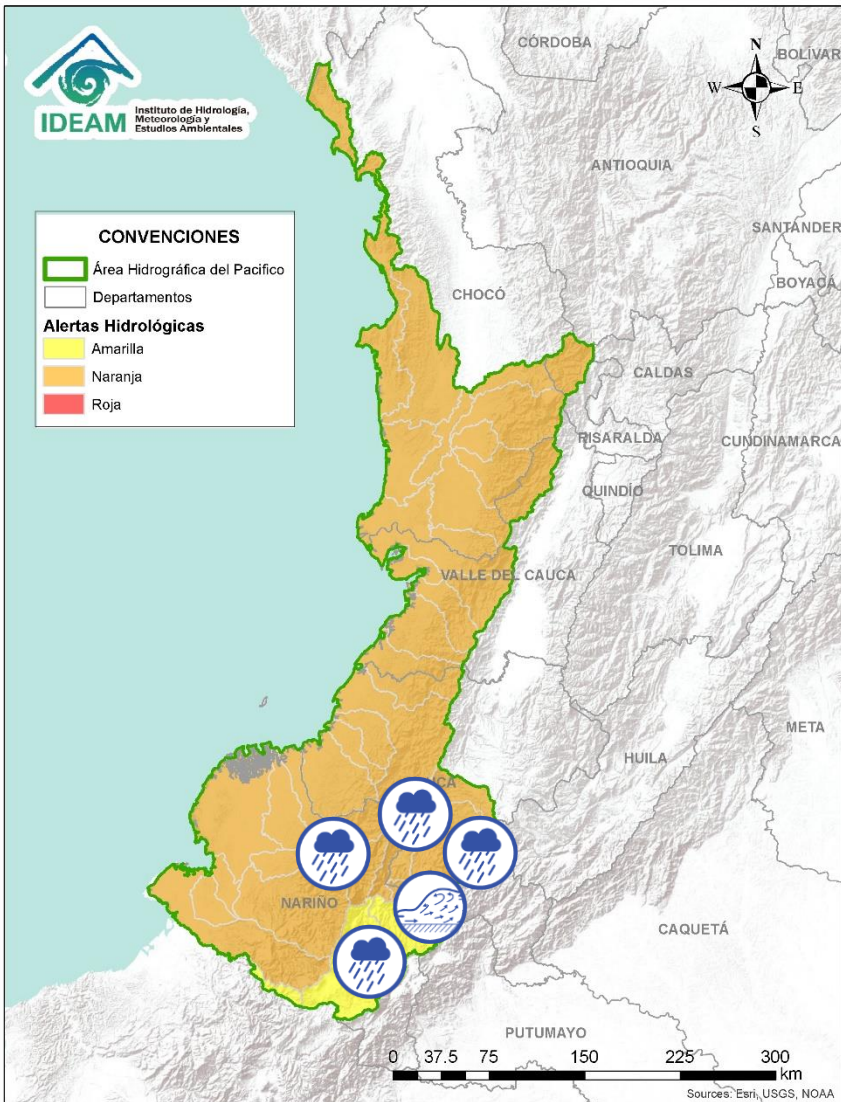 IDEAM
Instituto de Hidrología,
Meteorología y
Estudios Ambientales
CÓRDOBA
BOLÍVAR
N
W
E
S
ANTIOQUIA
SANTANDER
BOYACÁ
CONVENCIONES
Área Hidrográfica del Pacifico
Departamentos
Alertas Hidrológicas
Amarilla
Naranja
Roja
CHOCÓ
CALDAS
RISARALDA
CUNDINAMARCA
QUINDÍO
TOLIMA
VALLE DEL CAUCA
META
HUILA
NARIÑO
CAQUETÁ
PUTUMAYO
0 37.5 75 150 225 300
km
Sources: Esri, USGS, NOAA